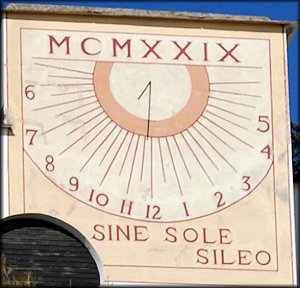 MCMXXIX
6 7 8 9 10 11 12 1 2 3 4 5
SINE SOLE
SILEO